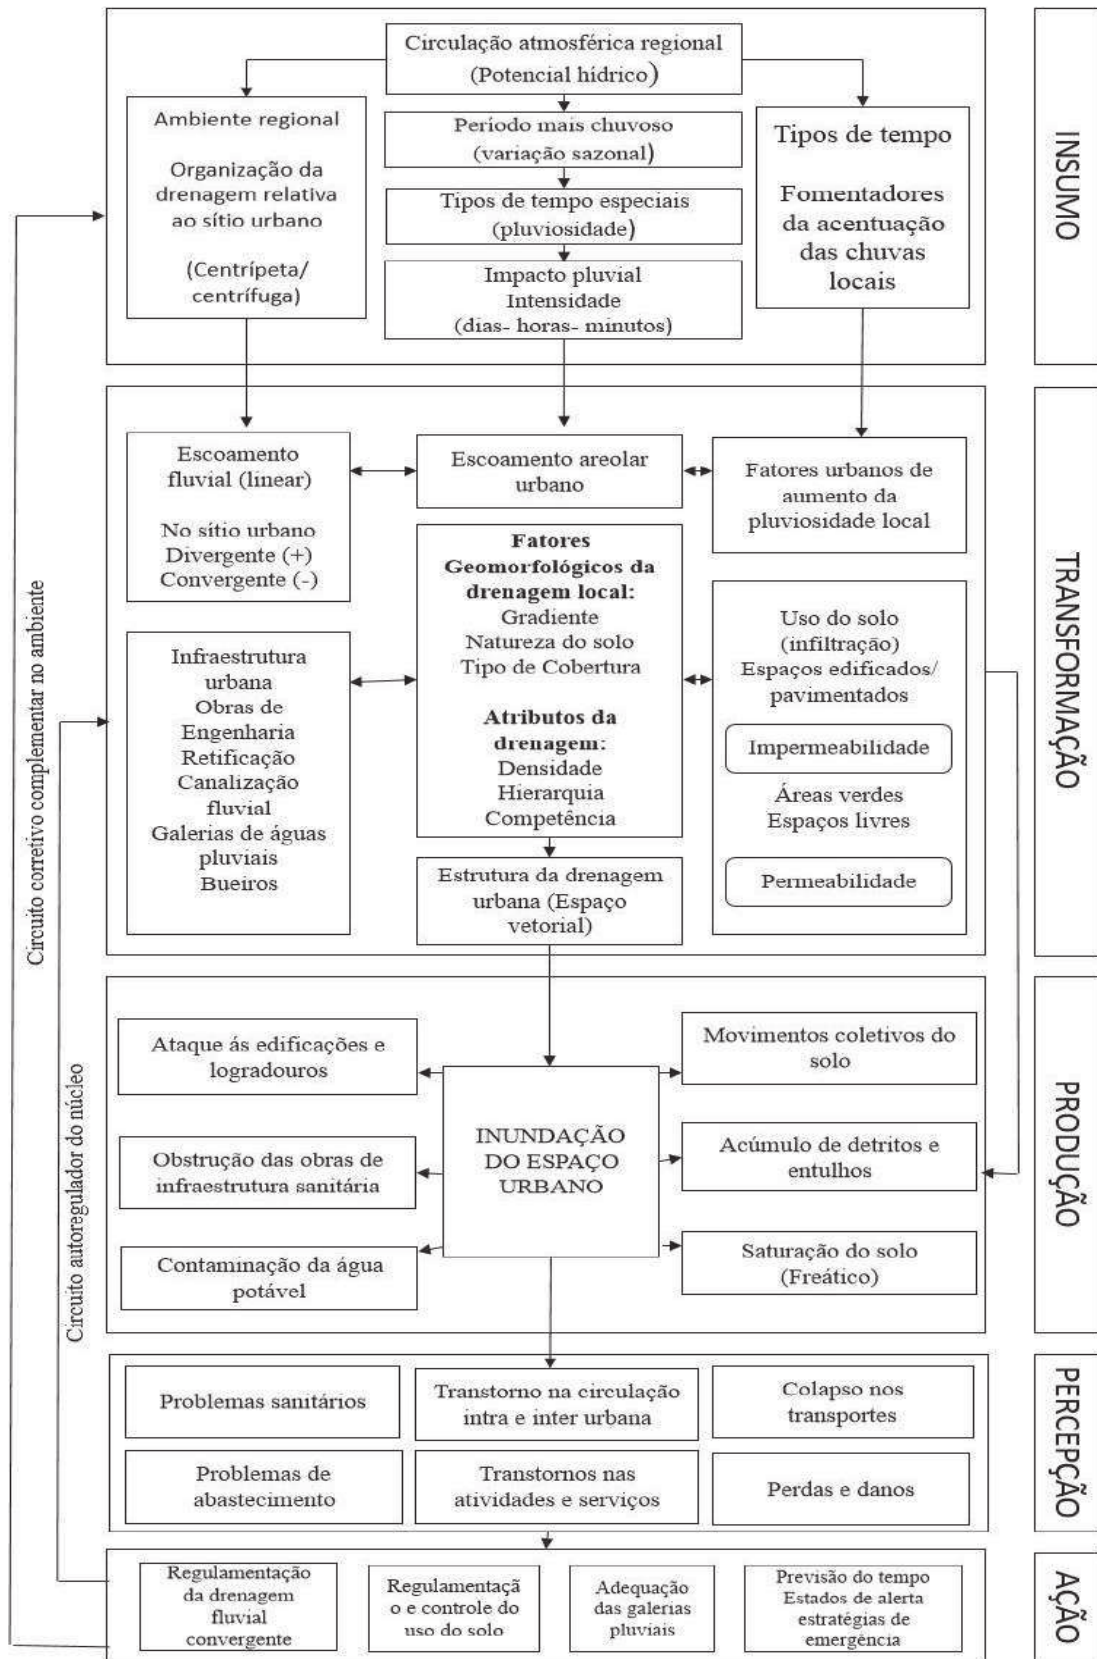 Circulação atmosférica regional
(Potencial hídrico)
Ambiente regional
Organização da
drenagem relativa
ao sítio urbano
(Centrípeta/
centrífuga)
Período mais chuvoso
(variação sazonal)
Tipos de tempo especiais
(pluviosidade)
Impacto pluvial
Intensidade
(dias- horas- minutos)
Tipos de tempo
Fomentadores
da acentuação
das chuvas
locais
INSUMO
Escoamento
fluvial (linear)
No sítio urbano
Divergente (+)
Convergente (-)
Escoamento areolar
urbano
Fatores urbanos de
aumento da
pluviosidade local
Infraestrutura
urbana
Obras de
Engenharia
Retificação
Canalização
fluvial
Galerias de águas
pluviais
Bueiros
Fatores
Geomorfológicos da
drenagem local:
Gradiente
Natureza do solo
Tipo de Cobertura
Atributos da
drenagem:
Densidade
Hierarquia
Competência
Estrutura da drenagem
urbana (Espaço
vetorial)
Uso do solo
(infiltração)
Espaços edificados/
pavimentados
Impermeabilidade
Áreas verdes
Espaços livres
Permeabilidade
TRANSFORMAÇÃO
Ataque ás edificações e
logradouros
Obstrução das obras de
infraestrutura sanitária
Contaminação da água
potável
INUNDAÇÃO
DO ESPAÇO
URBANO
Movimentos coletivos do
solo
Acúmulo de detritos e
entulhos
Saturação do solo
(Freático)
PRODUÇÃO
Problemas sanitários
Transtorno na circulação
intra e inter urbana
Colapso nos
transportes
Problemas de
abastecimento
Transtornos nas
atividades e serviços
Perdas e danos
PERCEPÇÃO
Regulamentação
da drenagem
fluvial
convergente
Regulamentaçã
o e controle do
uso do solo
Adequação
das galerias
pluviais
Previsão do tempo
Estados de alerta
estratégias de
emergência
AÇÃO
Circuito corretivo complementar no ambiente
Circuito autoregulador do núcleo